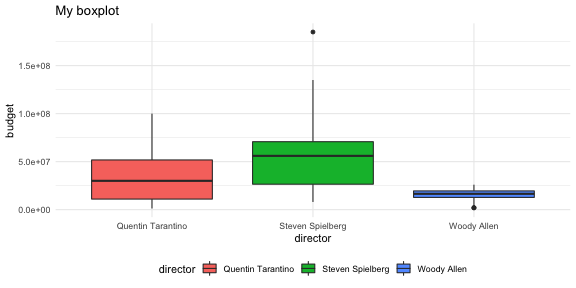 My boxplot
budget
1.5e+08
1.0e+08
5.0e+07
0.0e+00
Quentin Tarantino Steven Spielberg Woody Allen
director
director Quentin Tarantino Steven Spielberg Woody Allen